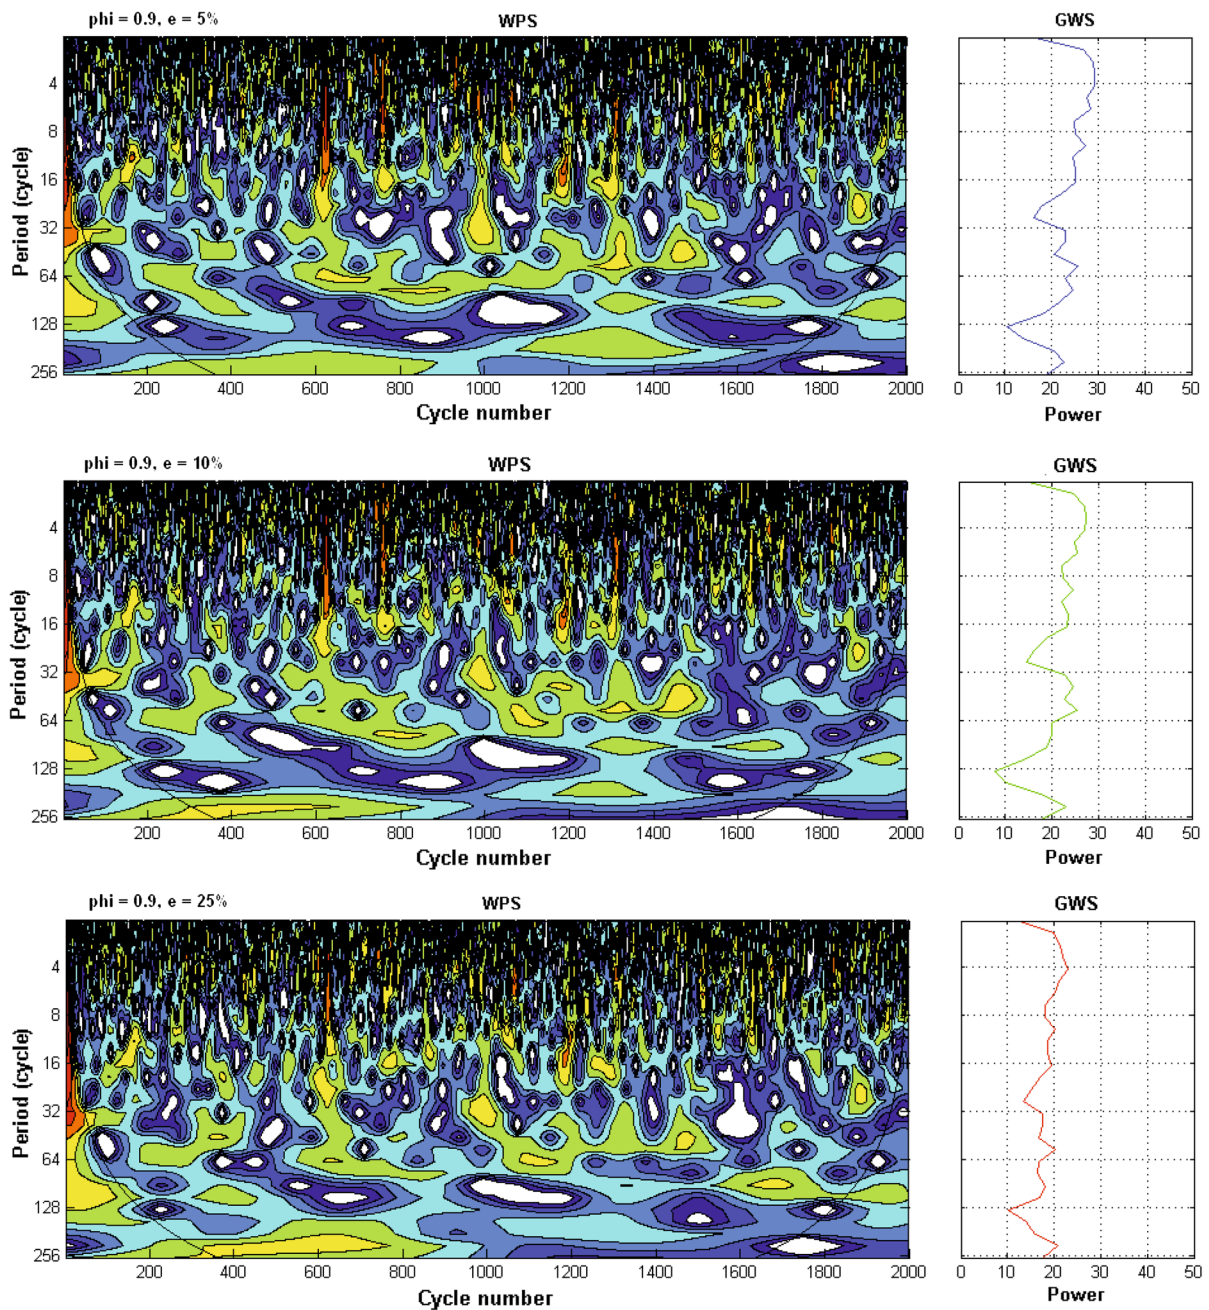 phi = 0.9, e = 5%
WPS
GWS
Period (cycle)
4
8
16
32
64
128
256
200 400 600 800 1000 1200 1400 1600 1800 2000
Cycle number
0 10 20 30 40 50
Power
phi = 0.9, e = 10%
WPS
GWS
Period (cycle)
4
8
16
32
64
128
256
200 400 600 800 1000 1200 1400 1600 1800 2000
Cycle number
0 10 20 30 40 50
Power
phi = 0.9, e = 25%
WPS
GWS
Period (cycle)
4
8
16
32
64
128
256
200 400 600 800 1000 1200 1400 1600 1800 2000
Cycle number
0 10 20 30 40 50
Power